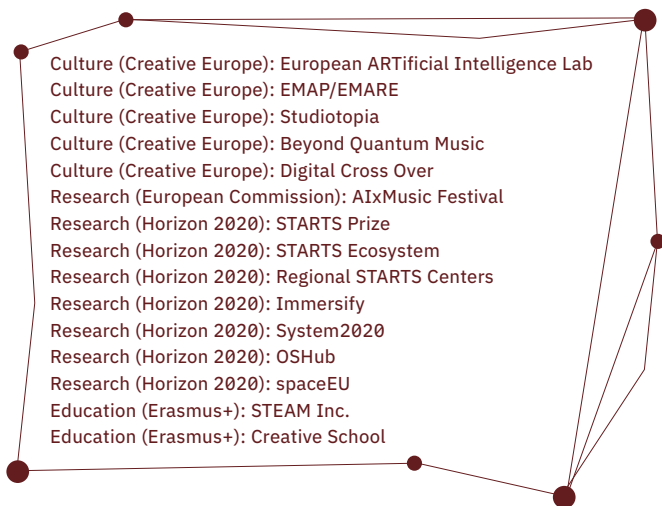 Culture (Creative Europe): European ARTificial Intelligence Lab
Culture (Creative Europe): EMAP/EMARE
Culture (Creative Europe): Studiotopia
Culture (Creative Europe): Beyond Quantum Music
Culture (Creative Europe): Digital Cross Over
Research (European Commission): AIxMusic Festival
Research (Horizon 2020): STARTS Prize
Research (Horizon 2020): STARTS Ecosystem
Research (Horizon 2020): Regional STARTS Centers
Research (Horizon 2020): Immersify
Research (Horizon 2020): System2020
Research (Horizon 2020): OSHub
Research (Horizon 2020): spaceEU
Education (Erasmus+): STEAM Inc.
Education (Erasmus+): Creative School